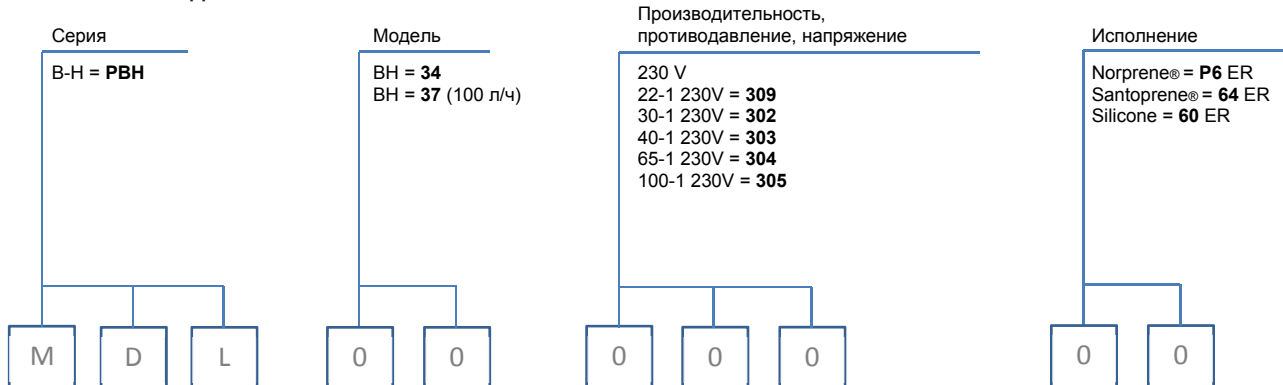 Серия
B-H = PBH
Модель
BH = 34
BH = 37 (100 л/ч)
Производительность,
противодавление, напряжение
230 V
22-1 230V = 309
30-1 230V = 302
40-1 230V = 303
65-1 230V = 304
100-1 230V = 305
Исполнение
Norprene® = P6 ER
Santoprene® = 64 ER
Silicone = 60 ER
M D L 0 0 0 0 0 0 0